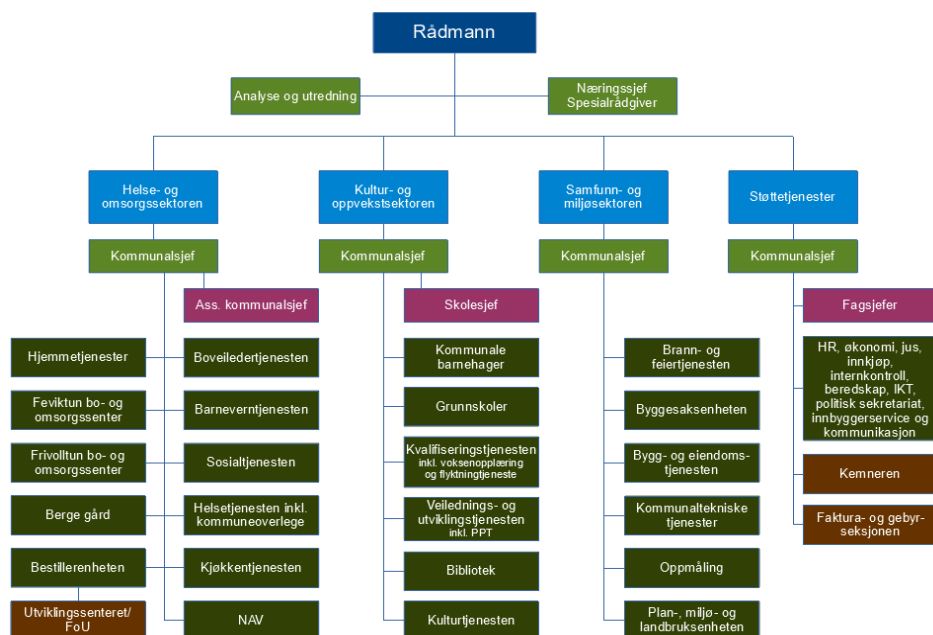 Rådmann
Analyse og utredning
Næringssjef
Spesialrådgiver
Helse- og
omsorgssektoren
Kultur- og
oppvekstsektoren
Samfunn- og
miljøsektoren
Støttetjenester
Kommunalsjef
Kommunalsjef
Kommunalsjef
Kommunalsjef
Ass. kommunalsjef
Skolesjef
Fagsjefer
Hjemmetjenester
Feviktun bo- og
omsorgssenter
Frivolltun bo- og
omsorgssenter
Berge gård
Bestillerenheten
Utviklingssenteret/
FoU
Boveiledertjenesten
Barneverntjenesten
Sosialtjenesten
Helsetjenesten inkl.
kommuneoverlege
Kjøkkentjenesten
NAV
Kommunale
barnehager
Grunnskoler
Kvalifiseringstjenesten
inkl. voksenopplæring
og flyktningtjeneste
Veilednings- og
utviklingstjenesten
inkl. PPT
Bibliotek
Kulturtjenesten
Brann- og
feiertjenesten
Byggesaksenheten
Bygg- og eiendoms-
tjenesten
Kommunaltekniske
tjenester
Oppmåling
Plan-, miljø- og
landbruksenheten
HR, økonomi, jus,
innkjøp,
internkontroll,
beredskap, IKT,
politisk sekretariat,
innbyggerservice og
kommunikasjon
Kemneren
Faktura- og gebyr-
seksjonen